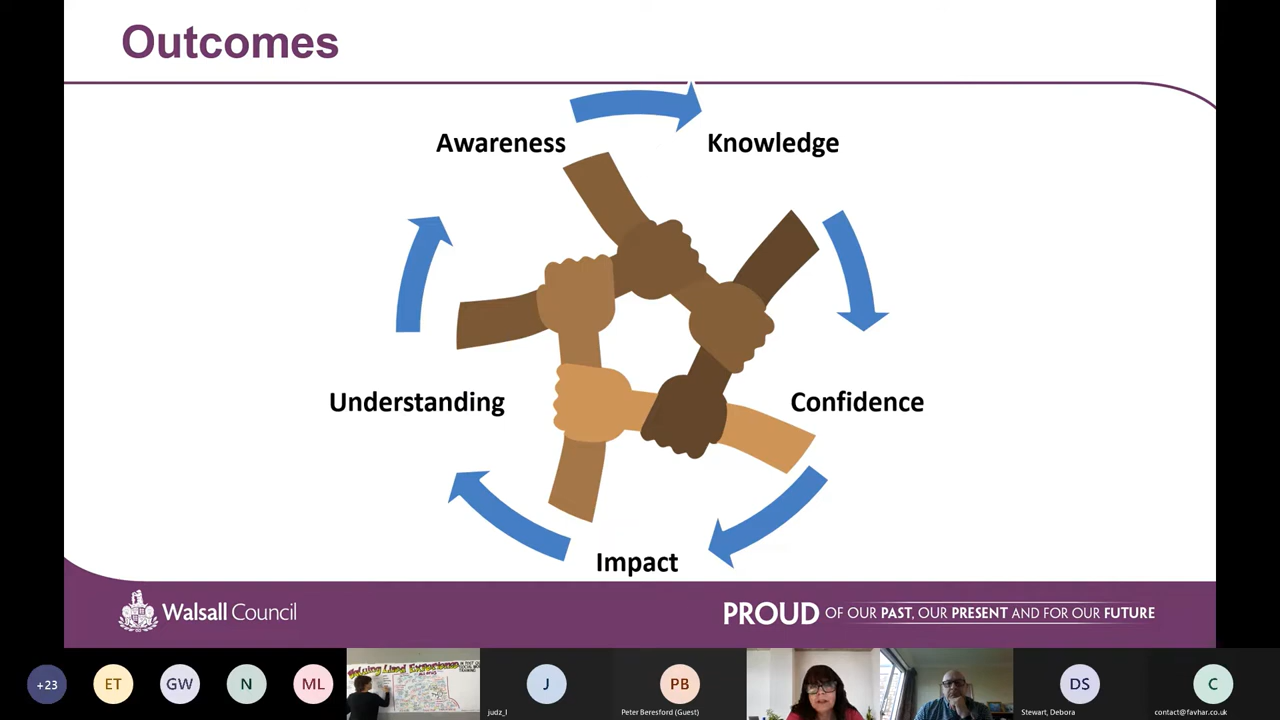 Outcomes
Awareness
Knowledge
Understanding
Confidence
Impact
Walsall Council
PROUD OF OUR PAST, OUR PRESENT AND FOR OUR FUTURE
+23
ET
GW
N
ML
J
judz_l
PB
Peter Beresford (Guest)
DS
Stewart, Debora
C
contact@favhar.co.uk